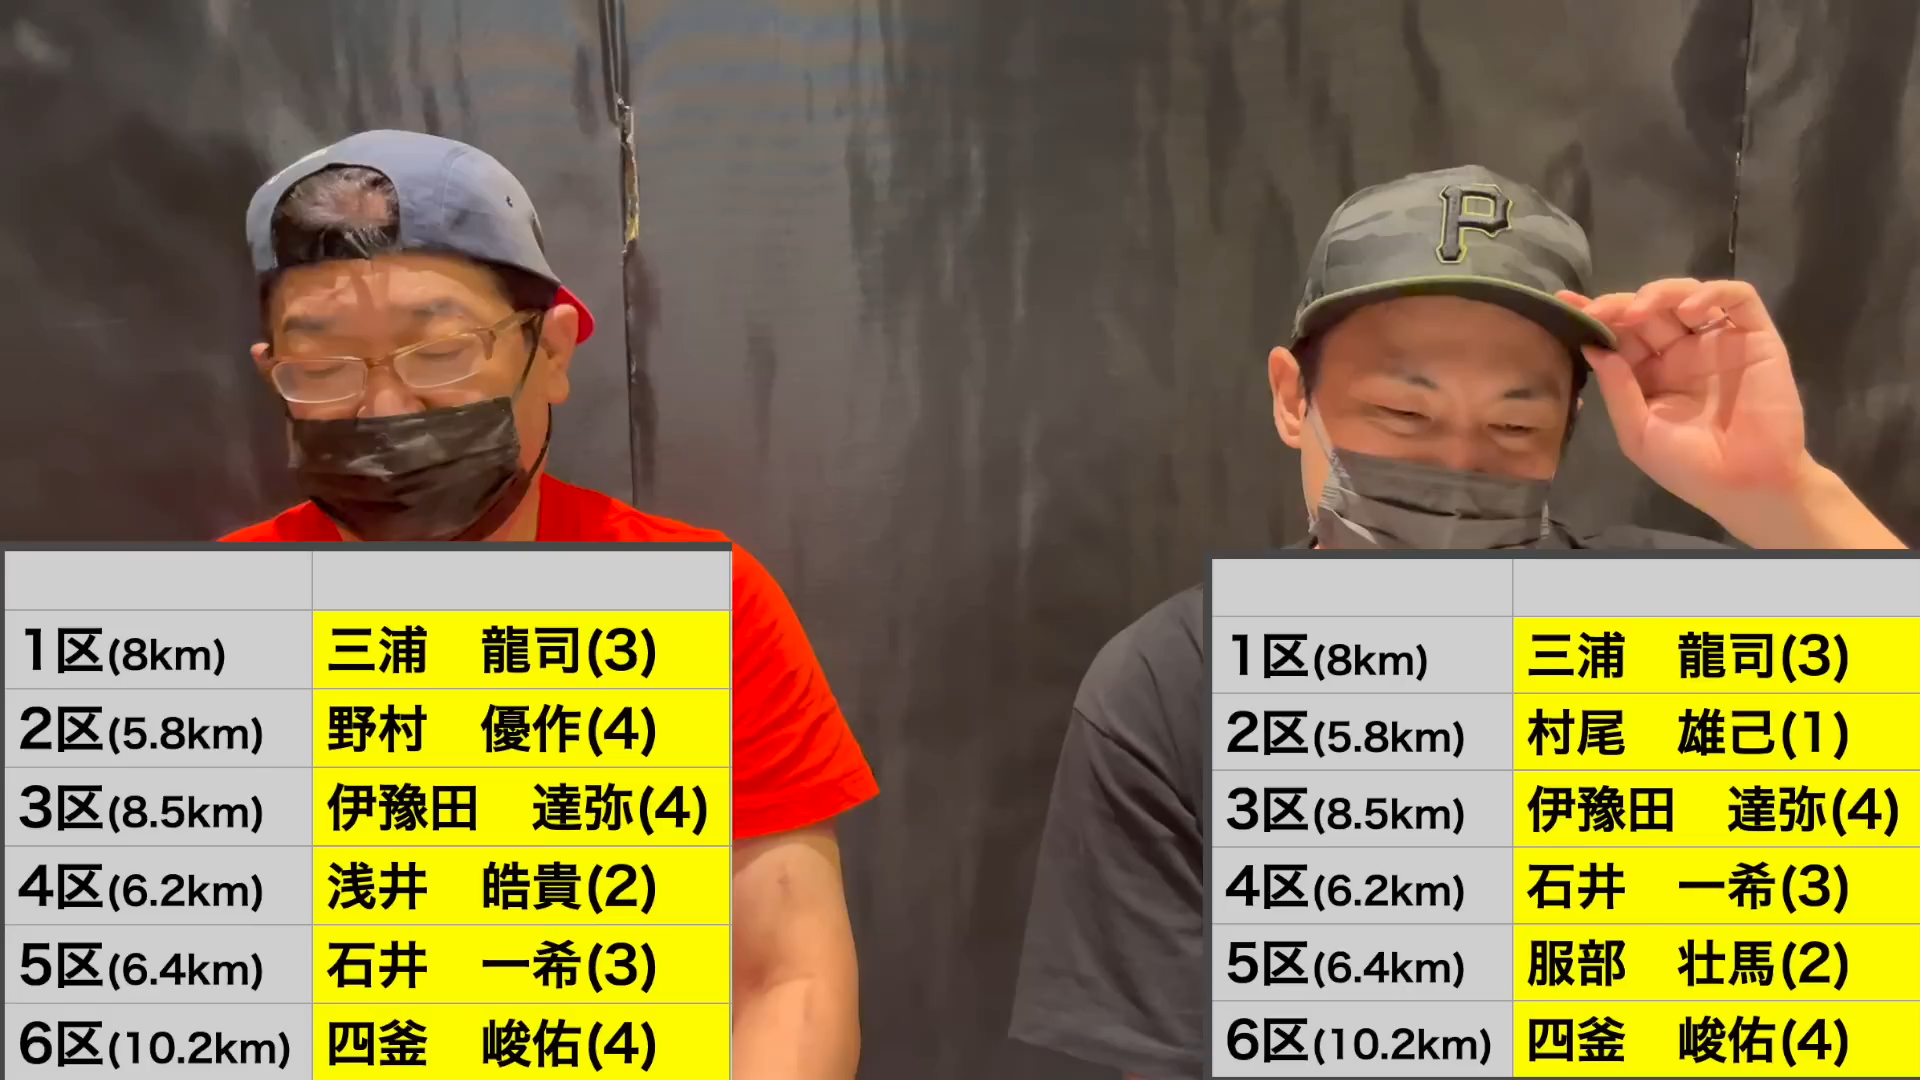 P
1区(8km) 三浦 龍司(3)
2区(5.8km) 野村 優作(4)
3区(8.5km) 伊豫田 達弥(4)
4区(6.2km) 浅井 皓貴(2)
5区(6.4km) 石井 一希(3)
6区(10.2km) 四釜 峻佑(4)
1区(8km) 三浦 龍司(3)
2区(5.8km) 村尾 雄己(1)
3区(8.5km) 伊豫田 達弥(4)
4区(6.2km) 石井 一希(3)
5区(6.4km) 服部 壮馬(2)
6区(10.2km) 四釜 峻佑(4)